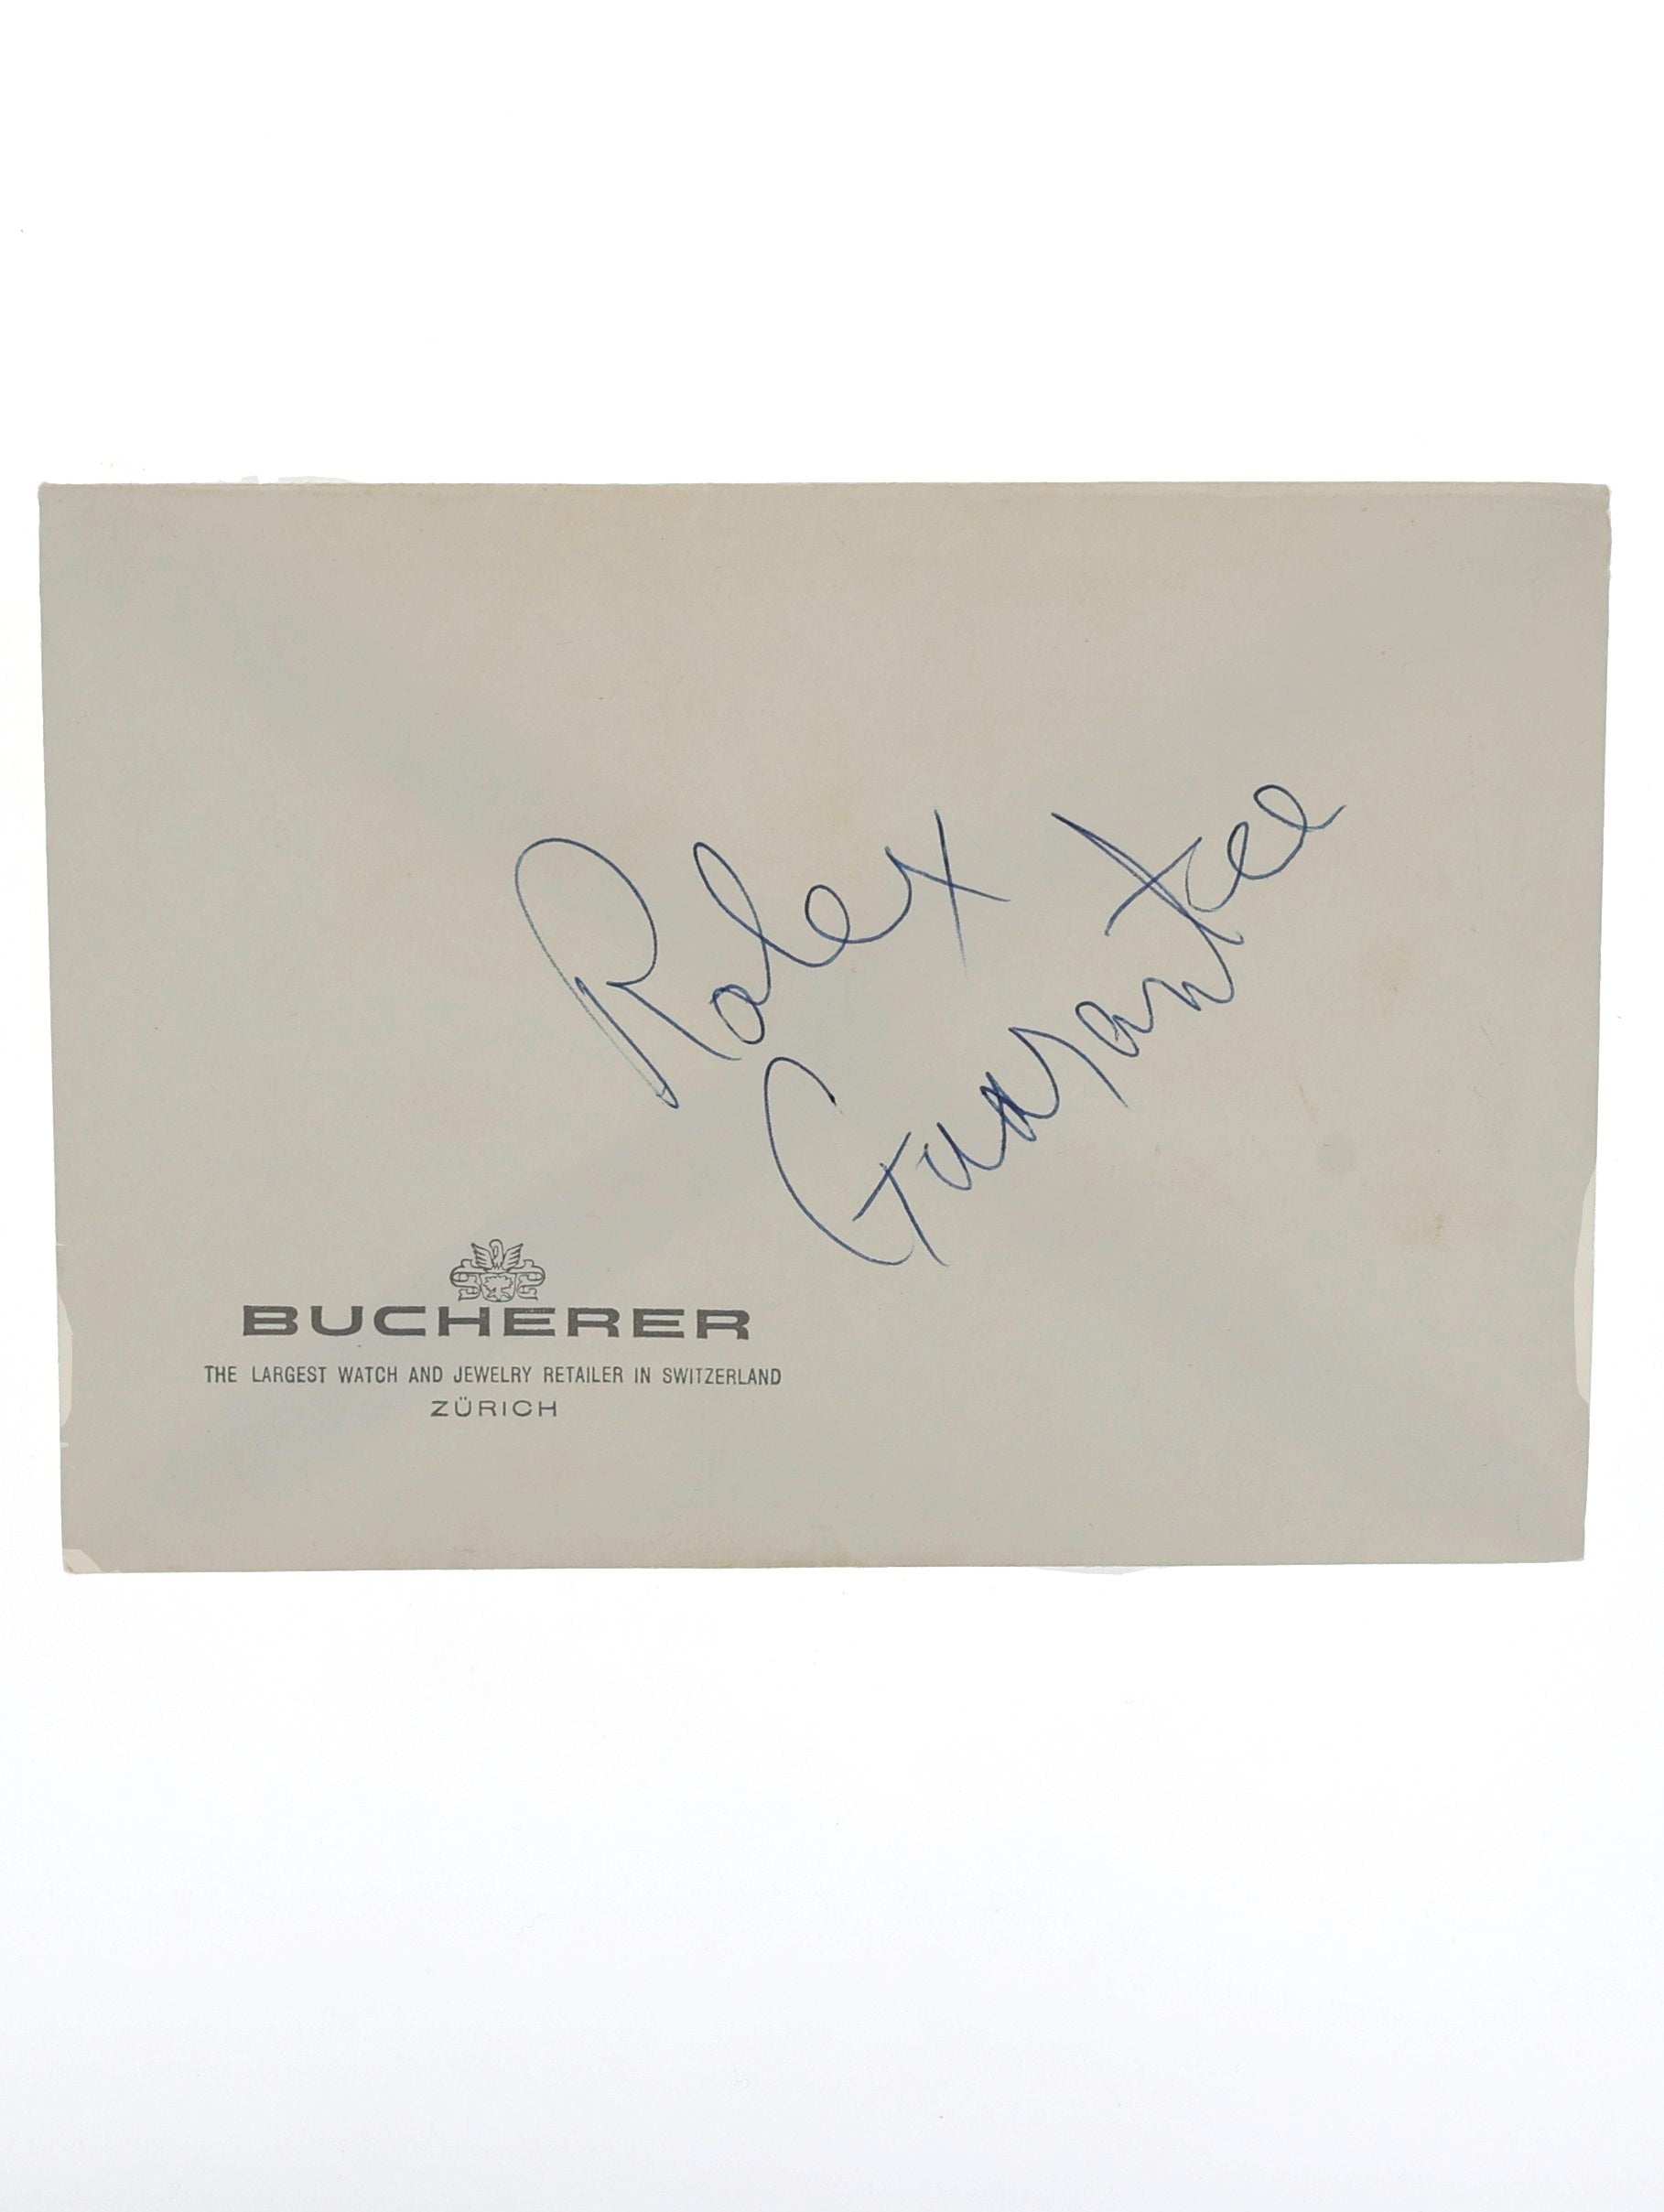 Rolex
Guarantee
BUCHERER
THE LARGEST WATCH AND JEWELRY RETAILER IN SWITZERLAND
ZÜRICH